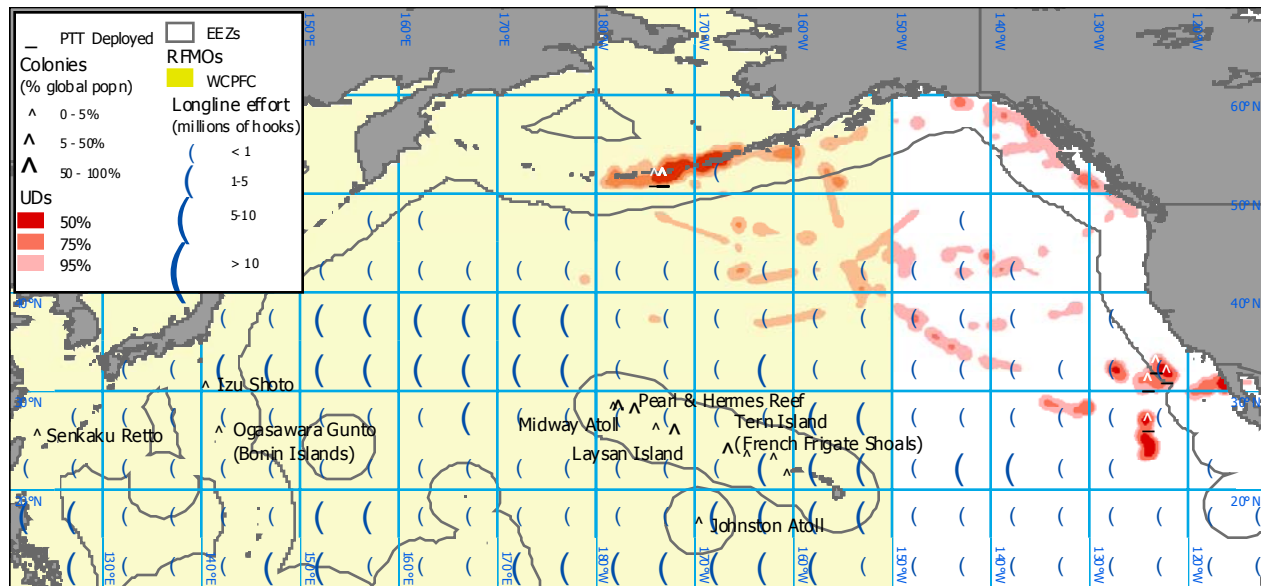 PTT Deployed
Colonies
(% global popn)
0 - 5%
5 - 50%
50 - 100%
UDs
50%
75%
95%
EEZs
RFMOs
WCPFC
Longline effort
(millions of hooks)
< 1
1-5
5-10
> 10
150°E
160°E
180°W
170°W
150°W
140°W
130°W
120°W
60°N
50°N
40°N
40°N
30°N
30°N
20°N
20°N
Izu Shoto
Senkaku Retto
Ogasawara Gunto
(Bonin Islands)
Pearl & Hermes Reef
Midway Atoll
Tern Island
(French Frigate Shoals)
Laysan Island
Johnston Atoll
130°E
140°E
150°E
160°E
170°E
180°W
170°W
160°W
150°W
140°W
130°W
120°W